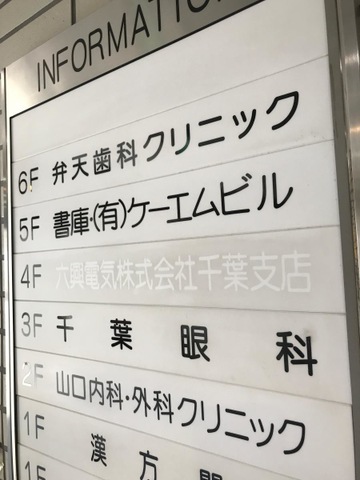 INFORMATION
6F 弁天歯科クリニック
5F 書庫・(有)ケーエムビル
4F 六興電気株式会社千葉支店
3F 千葉眼科
2F 山口内科・外科クリニック
1F 漢方